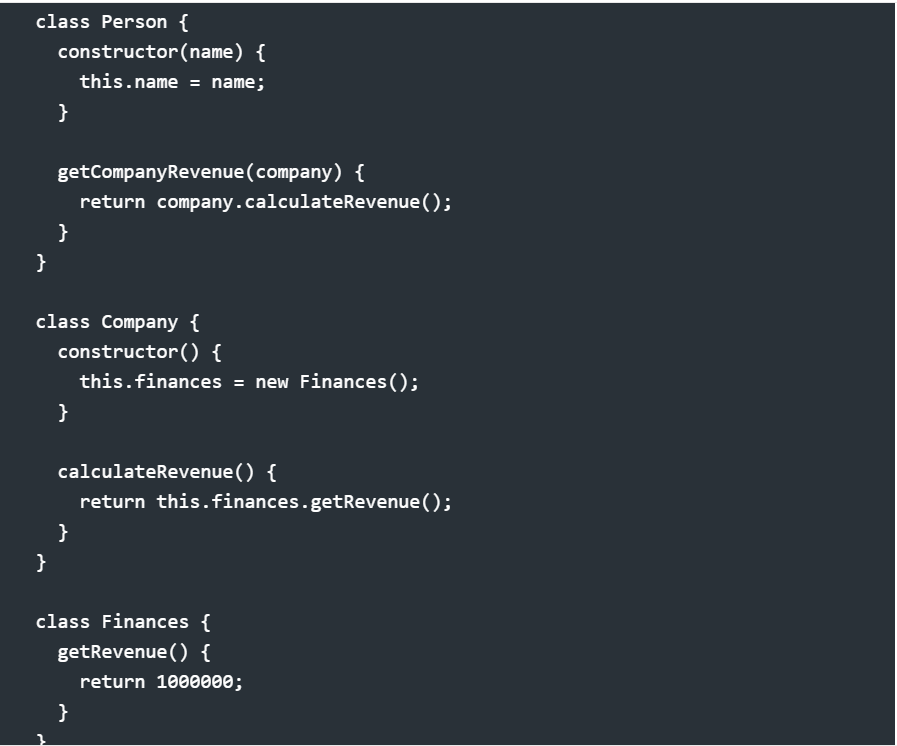 class Person {
  constructor(name) {
    this.name = name;
  }

  getCompanyRevenue(company) {
    return company.calculateRevenue();
  }
}

class Company {
  constructor() {
    this.finances = new Finances();
  }

  calculateRevenue() {
    return this.finances.getRevenue();
  }
}

class Finances {
  getRevenue() {
    return 1000000;
  }
}